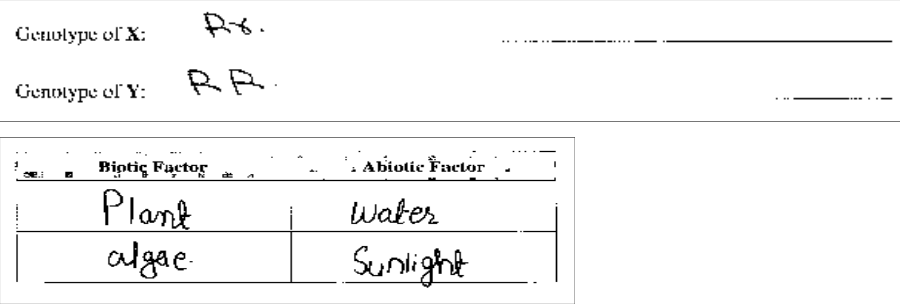 Genotype of X: Rr.
Genotype of Y: RR.
Biotic Factor Abiotic Factor
Plant Water
algae. Sunlight